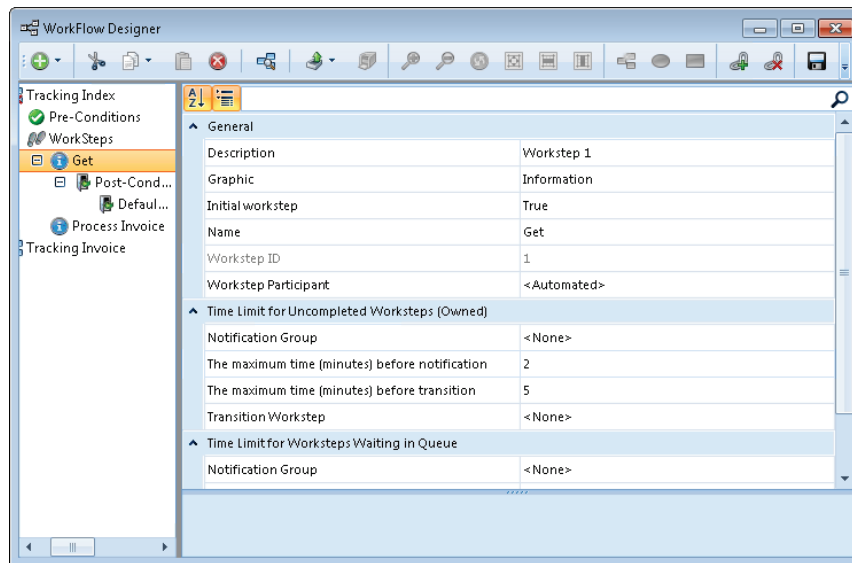 WorkFlow Designer
Tracking Index
Pre-Conditions
WorkSteps
Get
Post-Cond...
Defaul...
Process Invoice
Tracking Invoice
A Z
General
Description Workstep 1
Graphic Information
Initial workstep True
Name Get
Workstep ID 1
Workstep Participant <Automated>
Time Limit for Uncompleted Worksteps (Owned)
Notification Group <None>
The maximum time (minutes) before notification 2
The maximum time (minutes) before transition 5
Transition Workstep <None>
Time Limit for Worksteps Waiting in Queue
Notification Group <None>